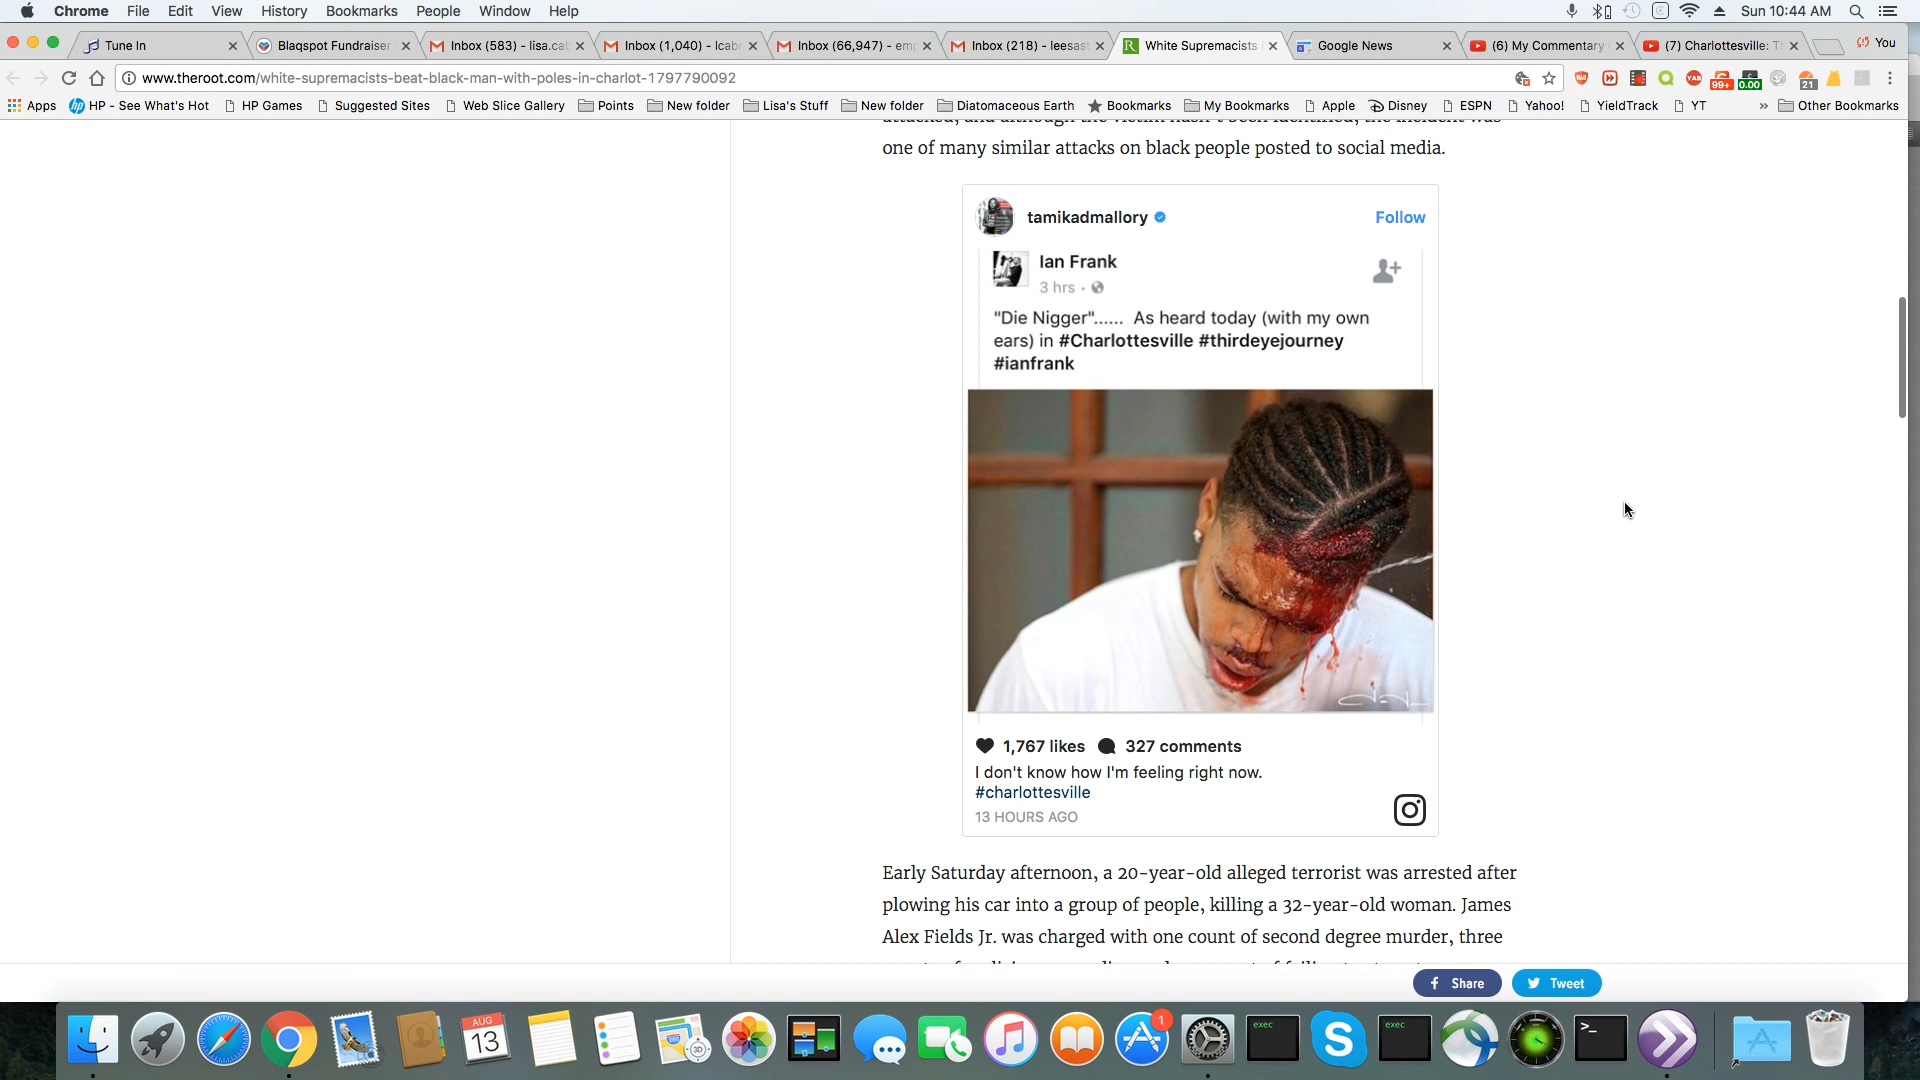 Chrome File Edit View History Bookmarks People Window Help Sun 10:44 AM
Tune In Blaqspot Fundraiser Inbox (583) - lisa.cab Inbox (1,040) - lcabr Inbox (66,947) - emp Inbox (218) - leesast White Supremacists Google News (6) My Commentary (7) Charlottesville: T You
www.theroot.com/white-supremacists-beat-black-man-with-poles-in-charlot-1797790092 99+ 0.00 21
Apps HP - See What's Hot HP Games Suggested Sites Web Slice Gallery Points New folder Lisa's Stuff New folder Diatomaceous Earth Bookmarks My Bookmarks Apple Disney ESPN Yahoo! YieldTrack YT » Other Bookmarks
one of many similar attacks on black people posted to social media.
tamikadmallory Follow
Ian Frank
3 hrs ·
"Die Nigger"...... As heard today (with my own
ears) in #Charlottesville #thirdeyejourney
#ianfrank
1,767 likes 327 comments
I don't know how I'm feeling right now.
#charlottesville
13 HOURS AGO
Early Saturday afternoon, a 20-year-old alleged terrorist was arrested after
plowing his car into a group of people, killing a 32-year-old woman. James
Alex Fields Jr. was charged with one count of second degree murder, three
Share Tweet
AUG
13
3D
1
exec
exec
>_